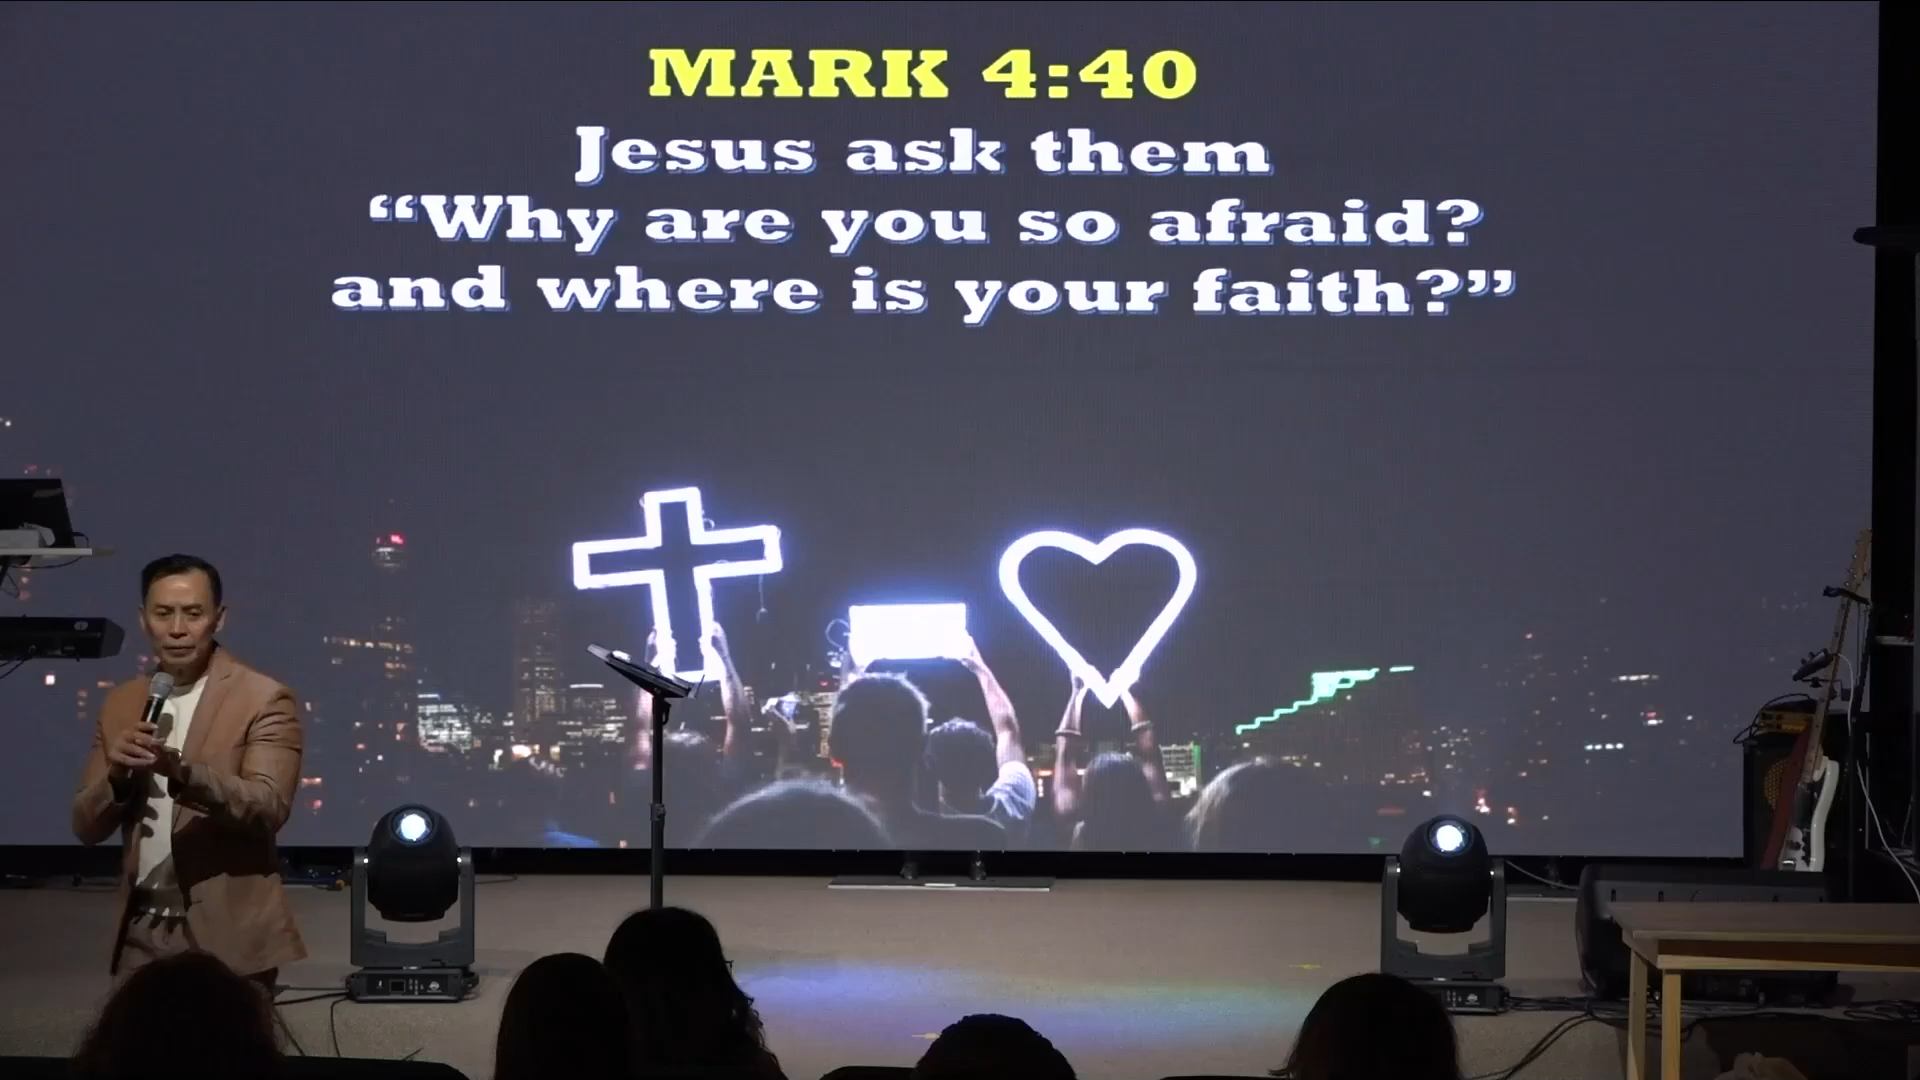 MARK 4:40
Jesus ask them
“Why are you so afraid?
and where is your faith?”